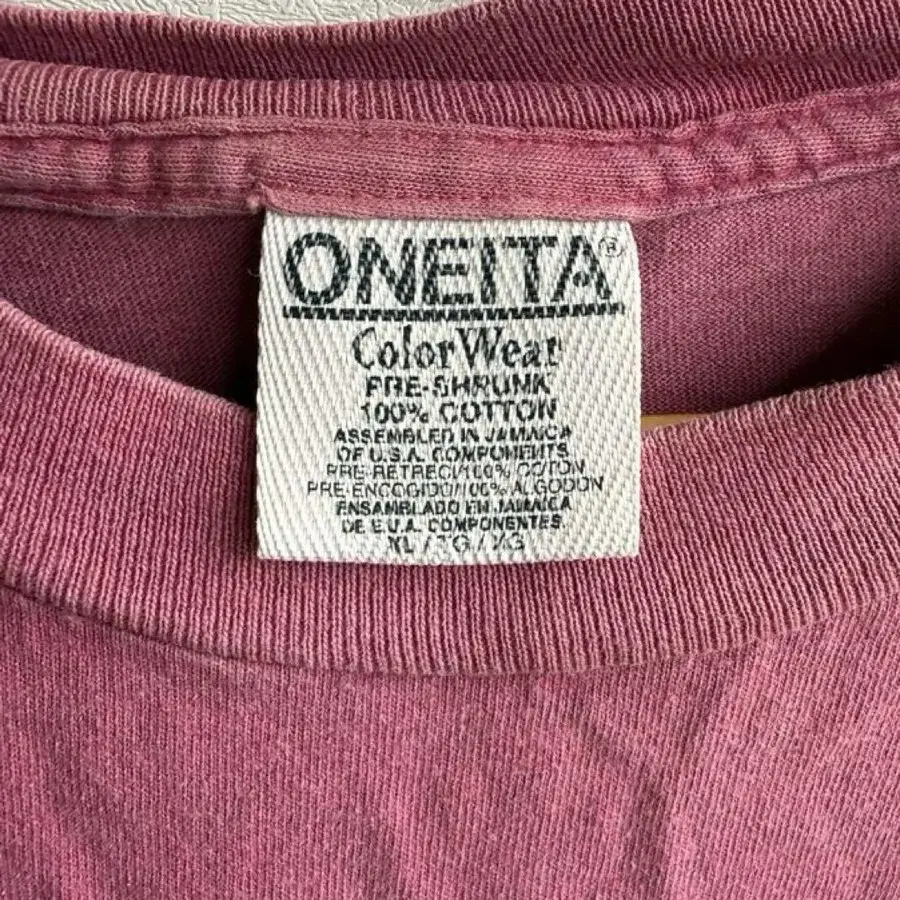 ONEITA®
ColorWear
PRE-SHRUNK
100% COTTON
ASSEMBLED IN JAMAICA
OF U.S.A. COMPONENTS
PRE-RETRECI/100% COTON
PRE-ENCOGIDO/100% ALGODON
ENSAMBLADO EN JAMAICA
DE E.U.A. COMPONENTES
XL / TG / XG